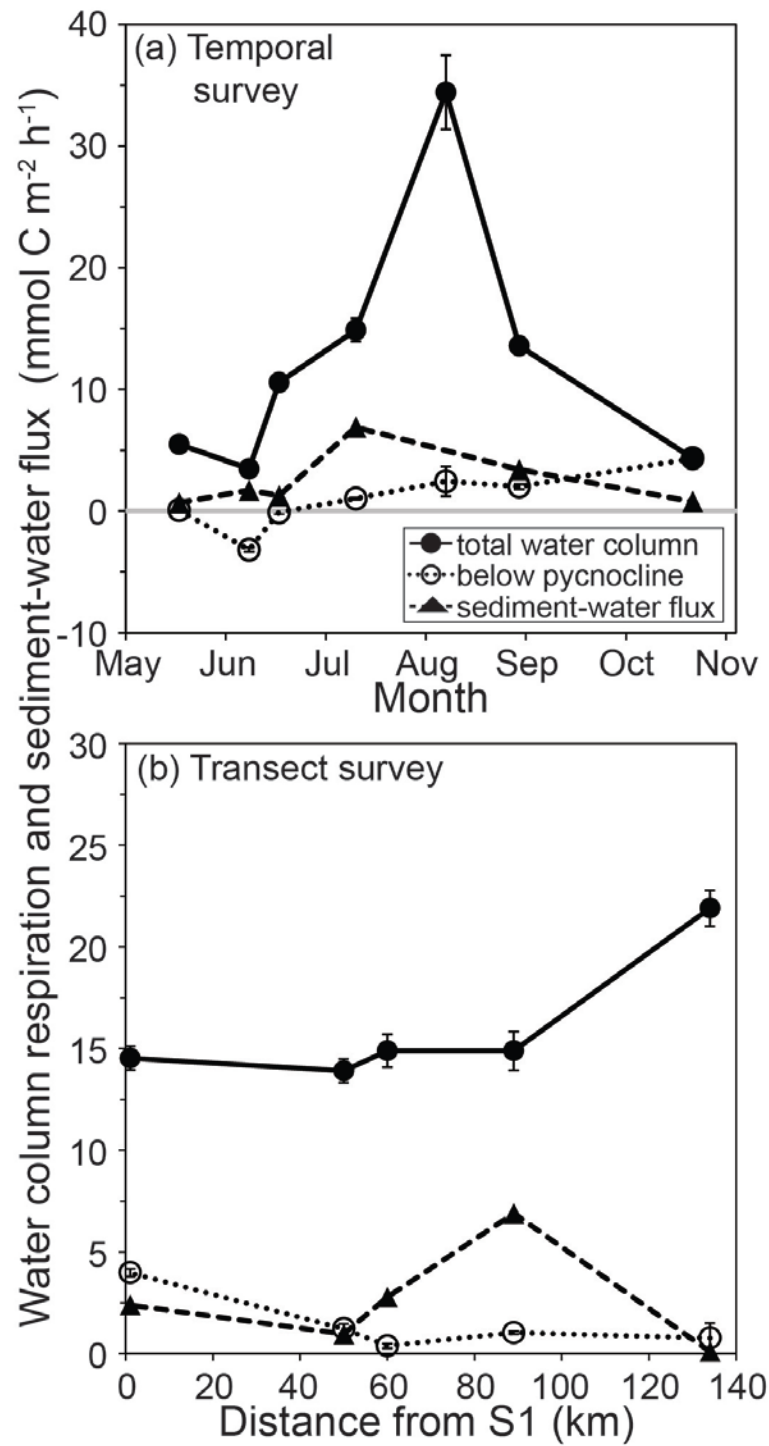 Water column respiration and sediment-water flux (mmol C m⁻² h⁻¹)
(a) Temporal
survey
40
30
20
10
0
-10
total water column
below pycnocline
sediment-water flux
May Jun Jul Aug Sep Oct Nov
Month
(b) Transect survey
30
25
20
15
10
5
0
0 20 40 60 80 100 120 140
Distance from S1 (km)